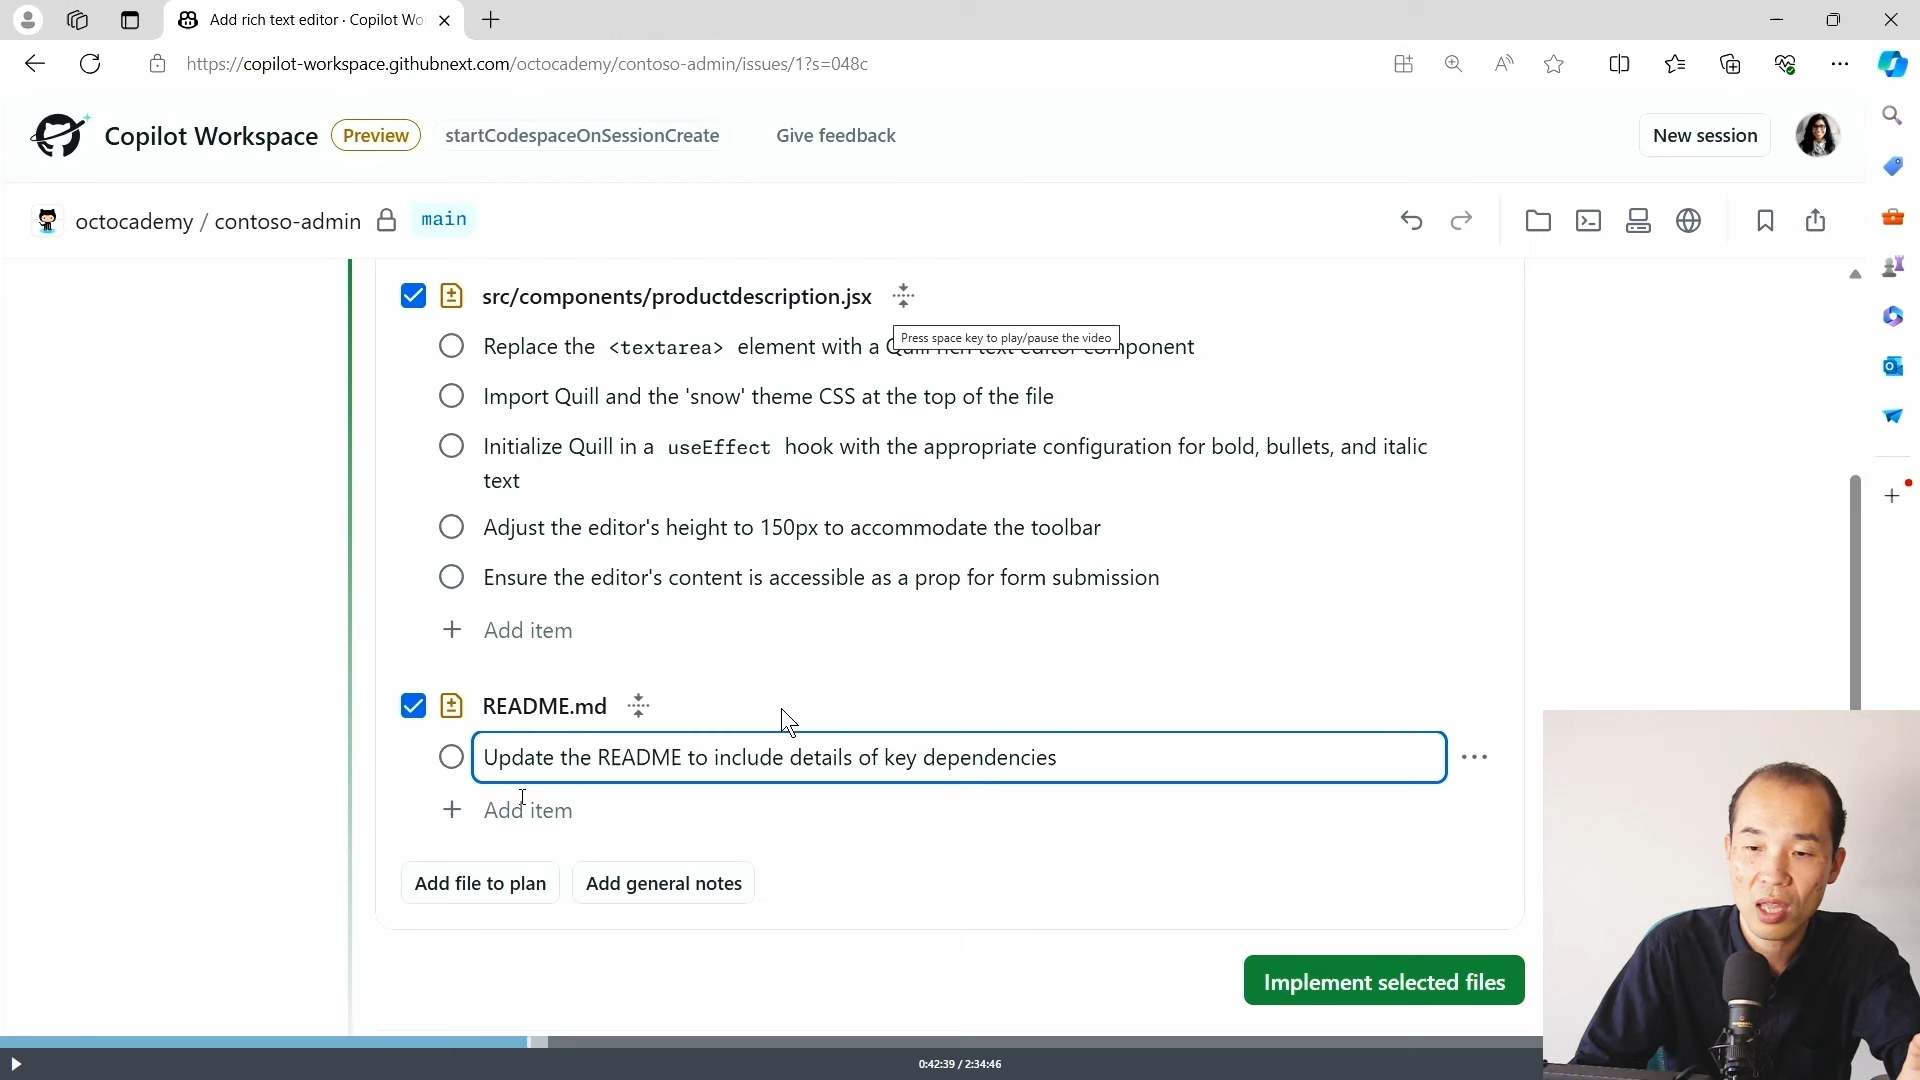 Add rich text editor · Copilot Wo
https://copilot-workspace.githubnext.com/octocademy/contoso-admin/issues/1?s=048c
Copilot Workspace Preview startCodespaceOnSessionCreate Give feedback New session
octocademy / contoso-admin main
src/components/productdescription.jsx
Press space key to play/pause the video
Replace the <textarea> element with a Quill rich text editor component
Import Quill and the 'snow' theme CSS at the top of the file
Initialize Quill in a useEffect hook with the appropriate configuration for bold, bullets, and italic
text
Adjust the editor's height to 150px to accommodate the toolbar
Ensure the editor's content is accessible as a prop for form submission
+ Add item
README.md
Update the README to include details of key dependencies
+ Add item
Add file to plan Add general notes
Implement selected files
0:42:39 / 2:34:46